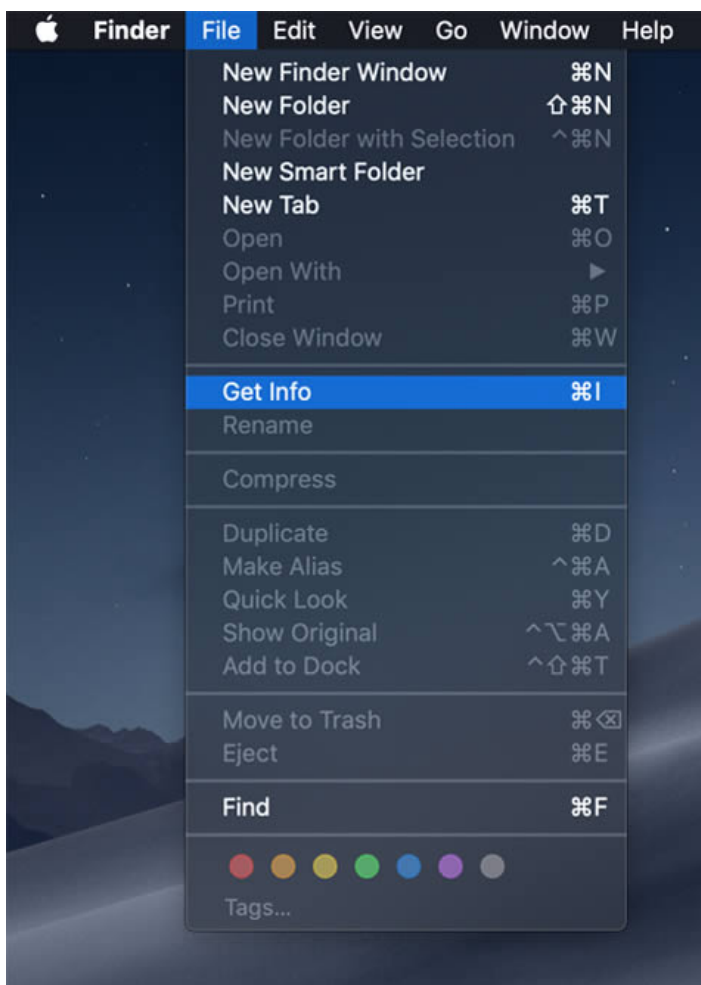 Finder File Edit View Go Window Help
New Finder Window ⌘N
New Folder ⇧⌘N
New Folder with Selection ^⌘N
New Smart Folder
New Tab ⌘T
Open ⌘O
Open With ▶
Print ⌘P
Close Window ⌘W
Get Info ⌘I
Rename
Compress
Duplicate ⌘D
Make Alias ^⌘A
Quick Look ⌘Y
Show Original ^⌥⌘A
Add to Dock ^⇧⌘T
Move to Trash ⌘⌫
Eject ⌘E
Find ⌘F
Tags...